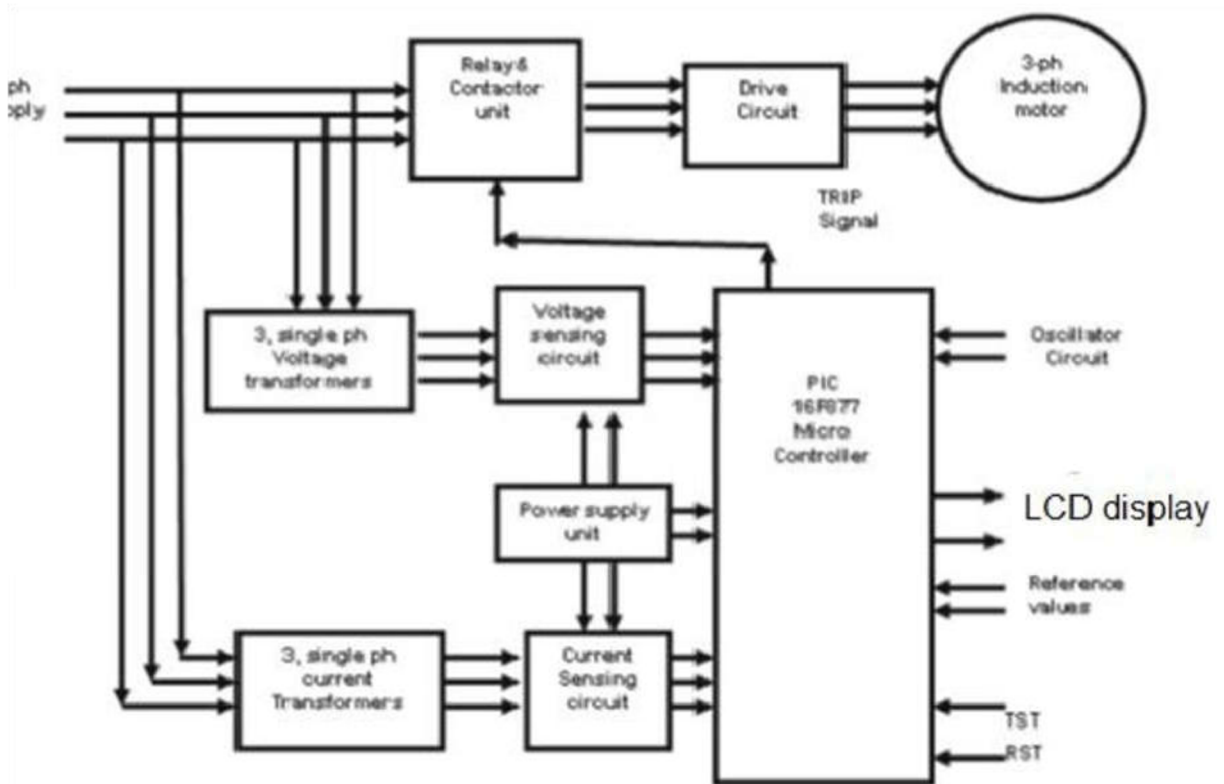 ph
pply
Relay&
Contactor
unit
Drive
Circuit
3-ph
Induction
motor
TRIP
Signal
3, single ph
Voltage
transformers
Voltage
sensing
circuit
PIC
16F877
Micro
Controller
Oscillator
Circuit
Power supply
unit
LCD display
Reference
values
3, single ph
current
Transformers
Current
Sensing
circuit
TST
RST